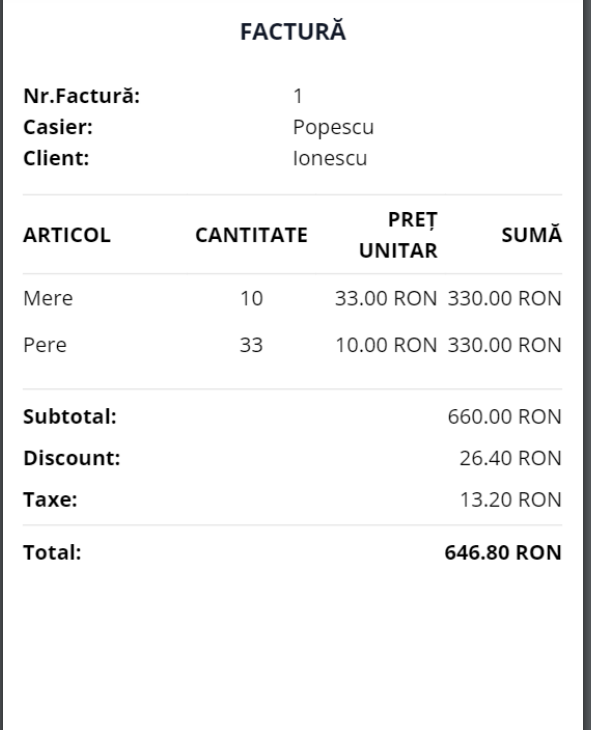 FACTURĂ
Nr.Factură: 1
Casier: Popescu
Client: Ionescu
ARTICOL CANTITATE PREȚ UNITAR SUMĂ
Mere 10 33.00 RON 330.00 RON
Pere 33 10.00 RON 330.00 RON
Subtotal: 660.00 RON
Discount: 26.40 RON
Taxe: 13.20 RON
Total: 646.80 RON